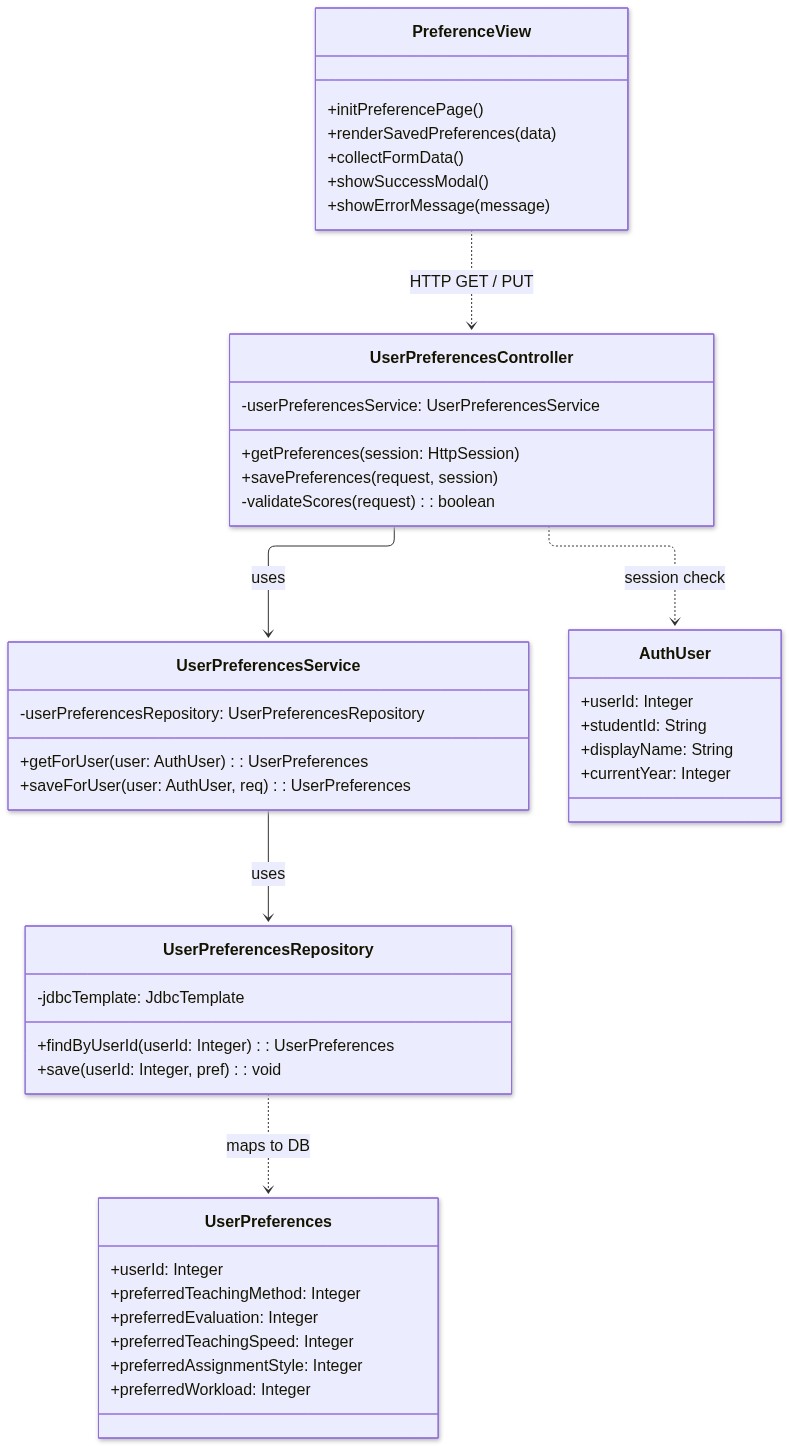 PreferenceView
+initPreferencePage()
+renderSavedPreferences(data)
+collectFormData()
+showSuccessModal()
+showErrorMessage(message)
HTTP GET / PUT
UserPreferencesController
-userPreferencesService: UserPreferencesService
+getPreferences(session: HttpSession)
+savePreferences(request, session)
-validateScores(request) : : boolean
uses
session check
UserPreferencesService
-userPreferencesRepository: UserPreferencesRepository
+getForUser(user: AuthUser) : : UserPreferences
+saveForUser(user: AuthUser, req) : : UserPreferences
AuthUser
+userId: Integer
+studentId: String
+displayName: String
+currentYear: Integer
uses
UserPreferencesRepository
-jdbcTemplate: JdbcTemplate
+findByUserId(userId: Integer) : : UserPreferences
+save(userId: Integer, pref) : : void
maps to DB
UserPreferences
+userId: Integer
+preferredTeachingMethod: Integer
+preferredEvaluation: Integer
+preferredTeachingSpeed: Integer
+preferredAssignmentStyle: Integer
+preferredWorkload: Integer